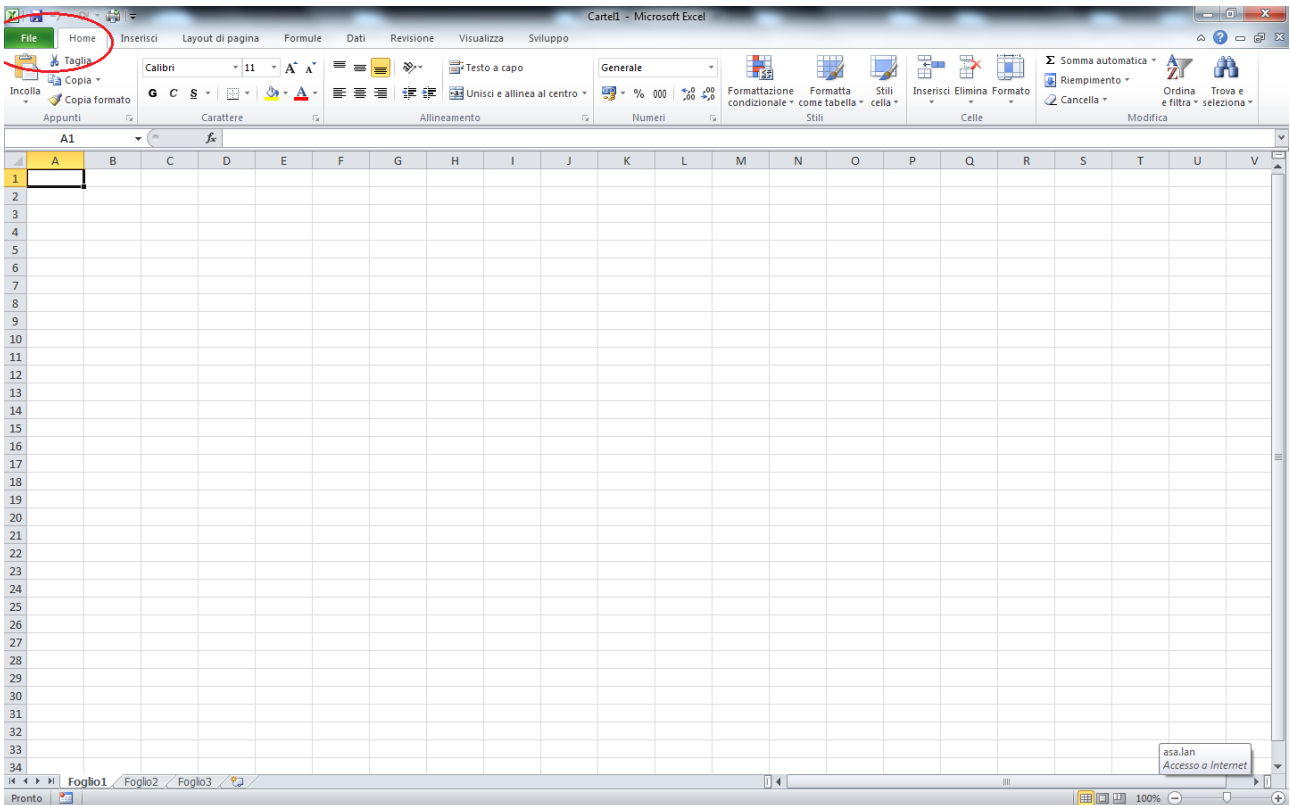 Cartel1 - Microsoft Excel
File Home Inserisci Layout di pagina Formule Dati Revisione Visualizza Sviluppo
Incolla
Taglia
Copia
Copia formato
Appunti
Calibri 11
G C S
Carattere
Testo a capo
Unisci e allinea al centro
Allineamento
Generale
% 000
Numeri
Formattazione condizionale
Formatta come tabella
Stili cella
Stili
Inserisci Elimina Formato
Celle
Σ Somma automatica
Riempimento
Cancella
Ordina e filtra
Trova e seleziona
Modifica
A1 fx
A B C D E F G H I J K L M N O P Q R S T U V
1
2
3
4
5
6
7
8
9
10
11
12
13
14
15
16
17
18
19
20
21
22
23
24
25
26
27
28
29
30
31
32
33
34
asa.lan
Accesso a Internet
Foglio1 Foglio2 Foglio3
Pronto 100%